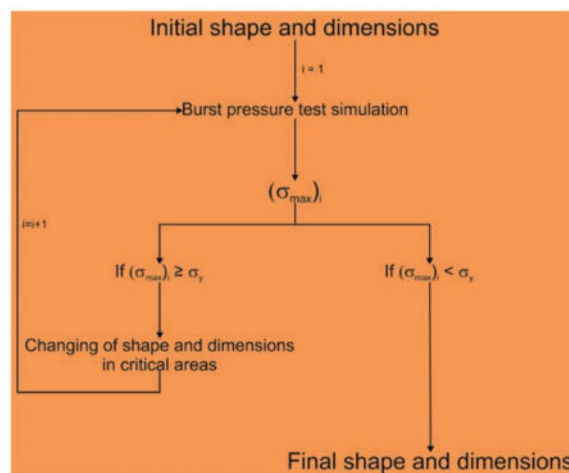 Initial shape and dimensions
i = 1
Burst pressure test simulation
(σmax)i
i=i+1
If (σmax)i ≥ σy
If (σmax)i < σy
Changing of shape and dimensions
in critical areas
Final shape and dimensions